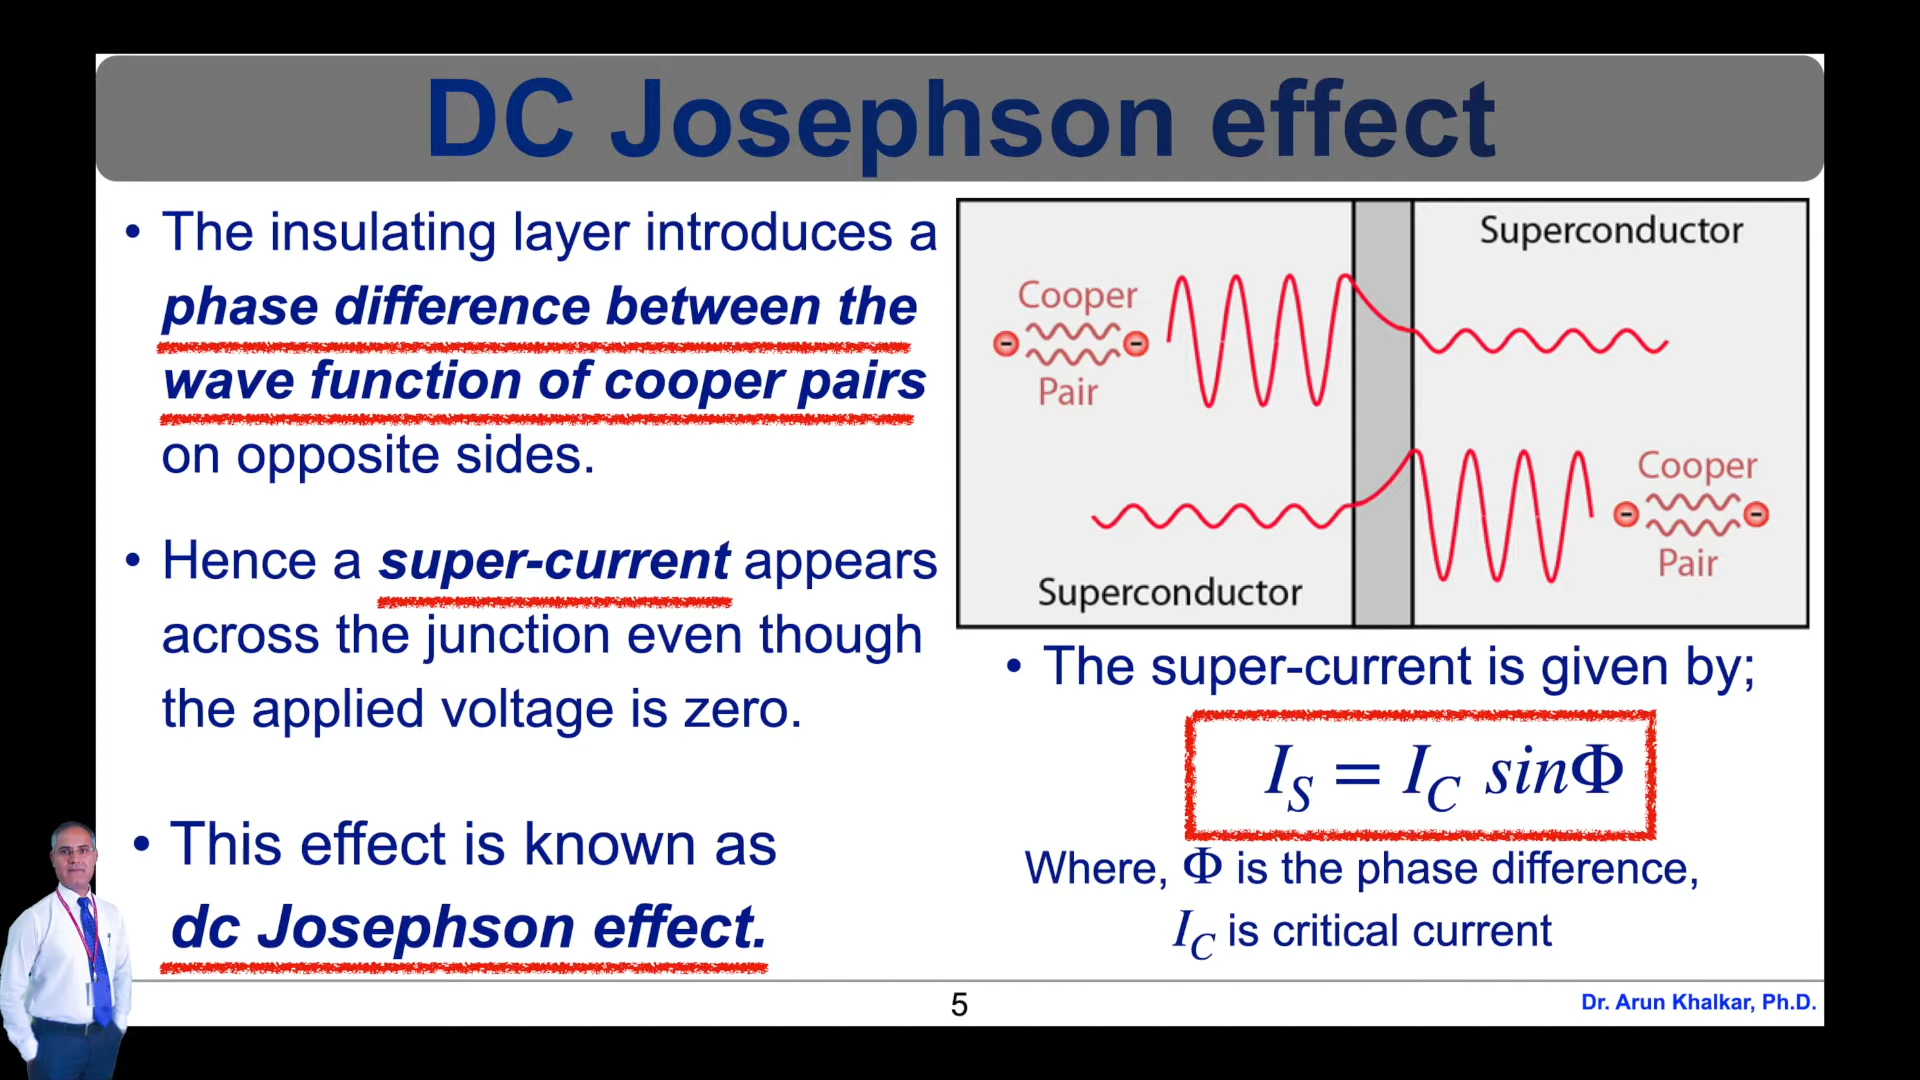 DC Josephson effect
• The insulating layer introduces a
phase difference between the
wave function of cooper pairs
on opposite sides.
• Hence a super-current appears
across the junction even though
the applied voltage is zero.
• This effect is known as
dc Josephson effect.
Superconductor
Cooper
Pair
Cooper
Pair
Superconductor
• The super-current is given by;
I_S = I_C sinΦ
Where, Φ is the phase difference,
I_C is critical current
5
Dr. Arun Khalkar, Ph.D.